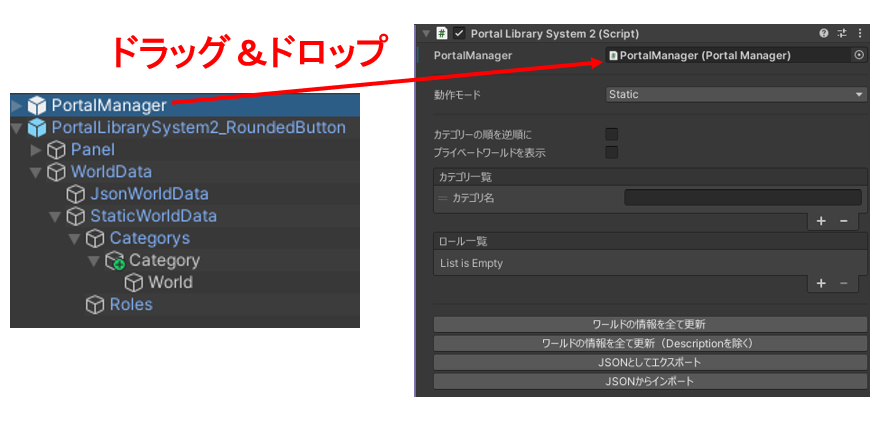 ドラッグ&ドロップ
PortalManager
PortalLibrarySystem2_RoundedButton
Panel
WorldData
JsonWorldData
StaticWorldData
Categorys
Category
World
Roles
# Portal Library System 2 (Script)
PortalManager
PortalManager (Portal Manager)
動作モード
Static
カテゴリーの順を逆順に
プライベートワールドを表示
カテゴリ一覧
カテゴリ名
+ −
ロール一覧
List is Empty
+ −
ワールドの情報を全て更新
ワールドの情報を全て更新（Descriptionを除く）
JSONとしてエクスポート
JSONからインポート